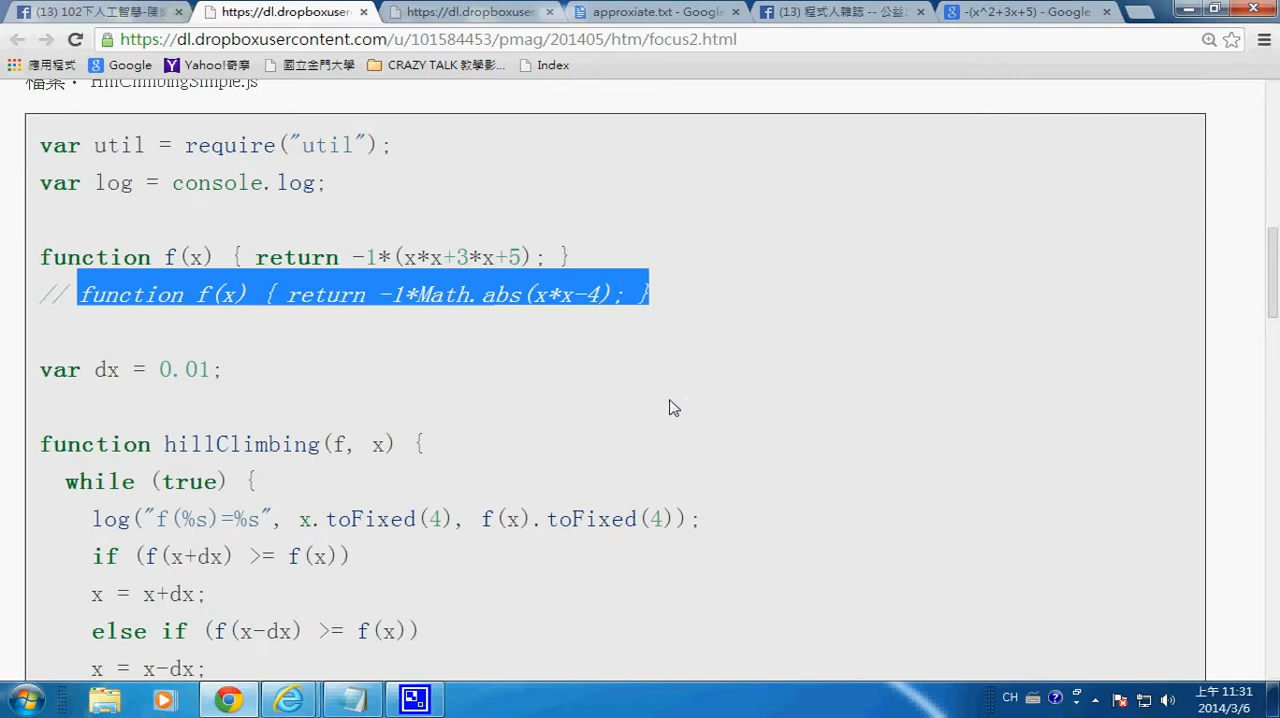 (13) 102下人工智慧-陳
https://dl.dropboxuserc
https://dl.dropboxuser
approxiate.txt - Google
(13) 程式人雜誌 -- 公益
-(x^2+3x+5) - Google
https://dl.dropboxusercontent.com/u/101584453/pmag/201405/htm/focus2.html
應用程式 Google Yahoo!奇摩 國立金門大學 CRAZY TALK 教學影... Index
檔案： HillClimbingSimple.js
var util = require("util");
var log = console.log;
function f(x) { return -1*(x*x+3*x+5); }
// function f(x) { return -1*Math.abs(x*x-4); }
var dx = 0.01;
function hillClimbing(f, x) {
while (true) {
log("f(%s)=%s", x.toFixed(4), f(x).toFixed(4));
if (f(x+dx) >= f(x))
x = x+dx;
else if (f(x-dx) >= f(x))
x = x-dx;
CH
上午 11:31
2014/3/6